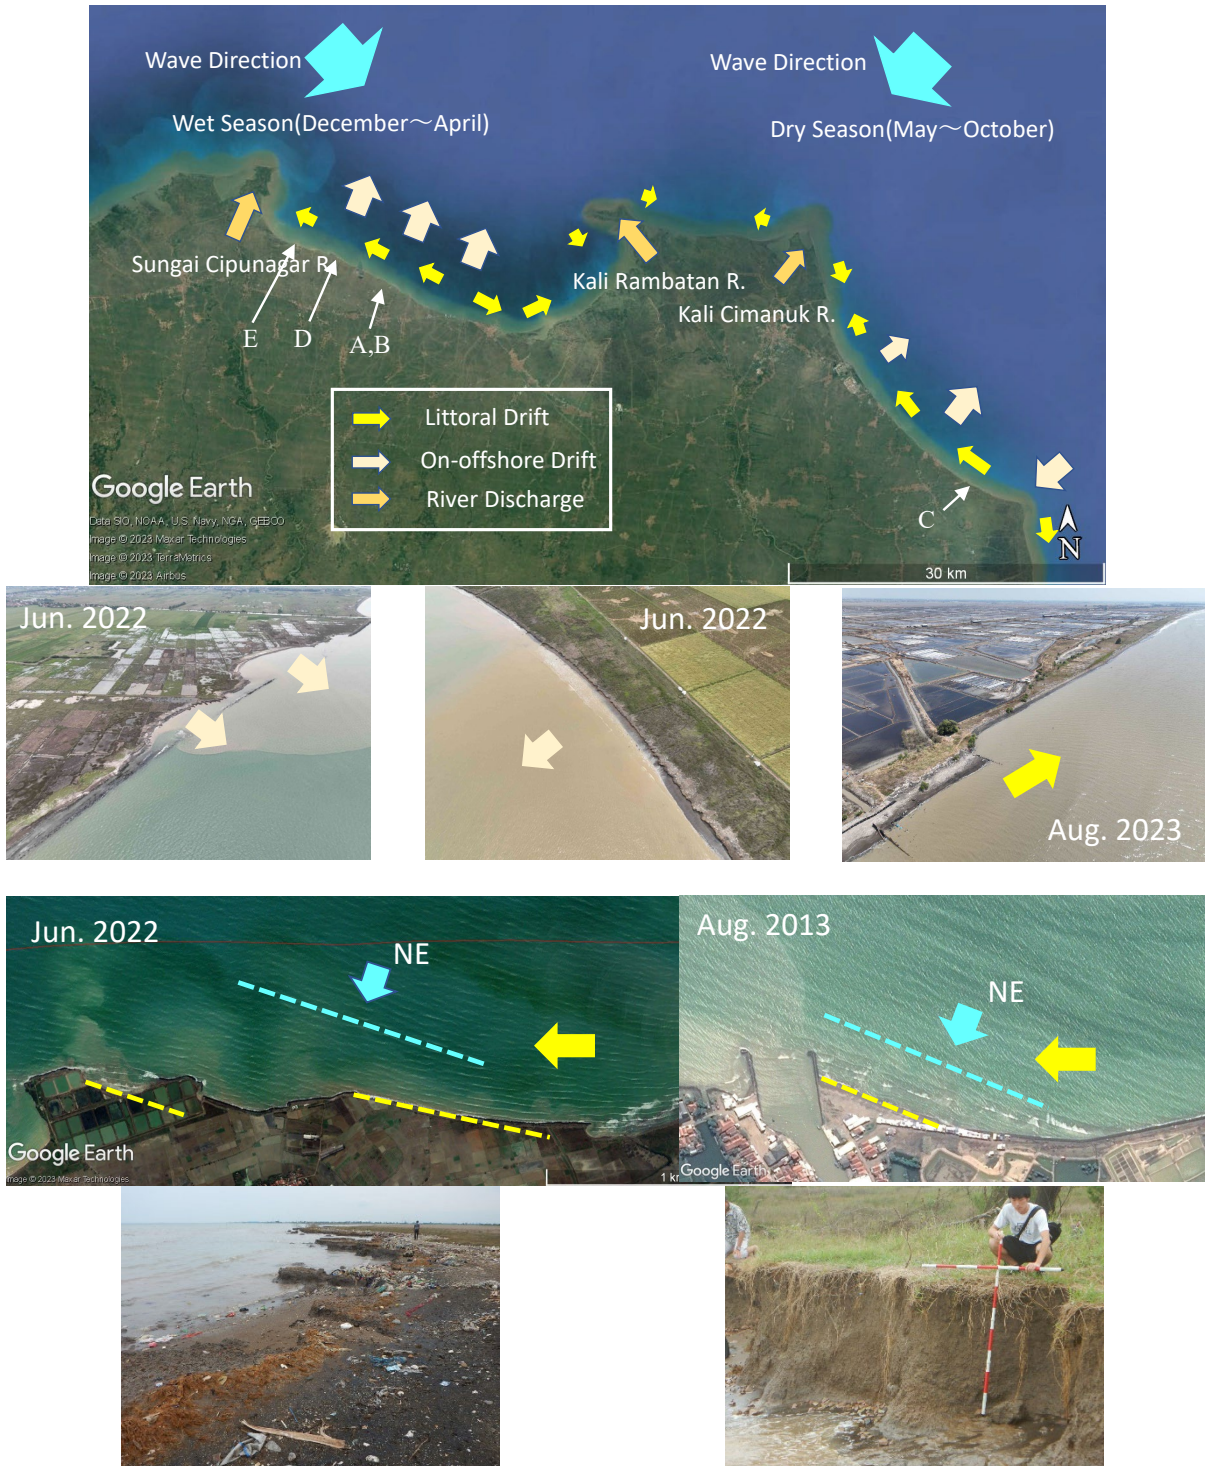 Wave Direction
Wet Season(December～April)
Wave Direction
Dry Season(May～October)
Sungai Cipunagar R.
Kali Rambatan R.
Kali Cimanuk R.
E
D
A,B
C
Littoral Drift
On-offshore Drift
River Discharge
Google Earth
Data SIO, NOAA, U.S. Navy, NGA, GEBCO
Image © 2023 Maxar Technologies
Image © 2023 TerraMetrics
Image © 2023 Airbus
N
30 km
Jun. 2022
Jun. 2022
Aug. 2023
Jun. 2022
NE
Google Earth
Image © 2023 Maxar Technologies
1 km
Aug. 2013
NE
Google Earth